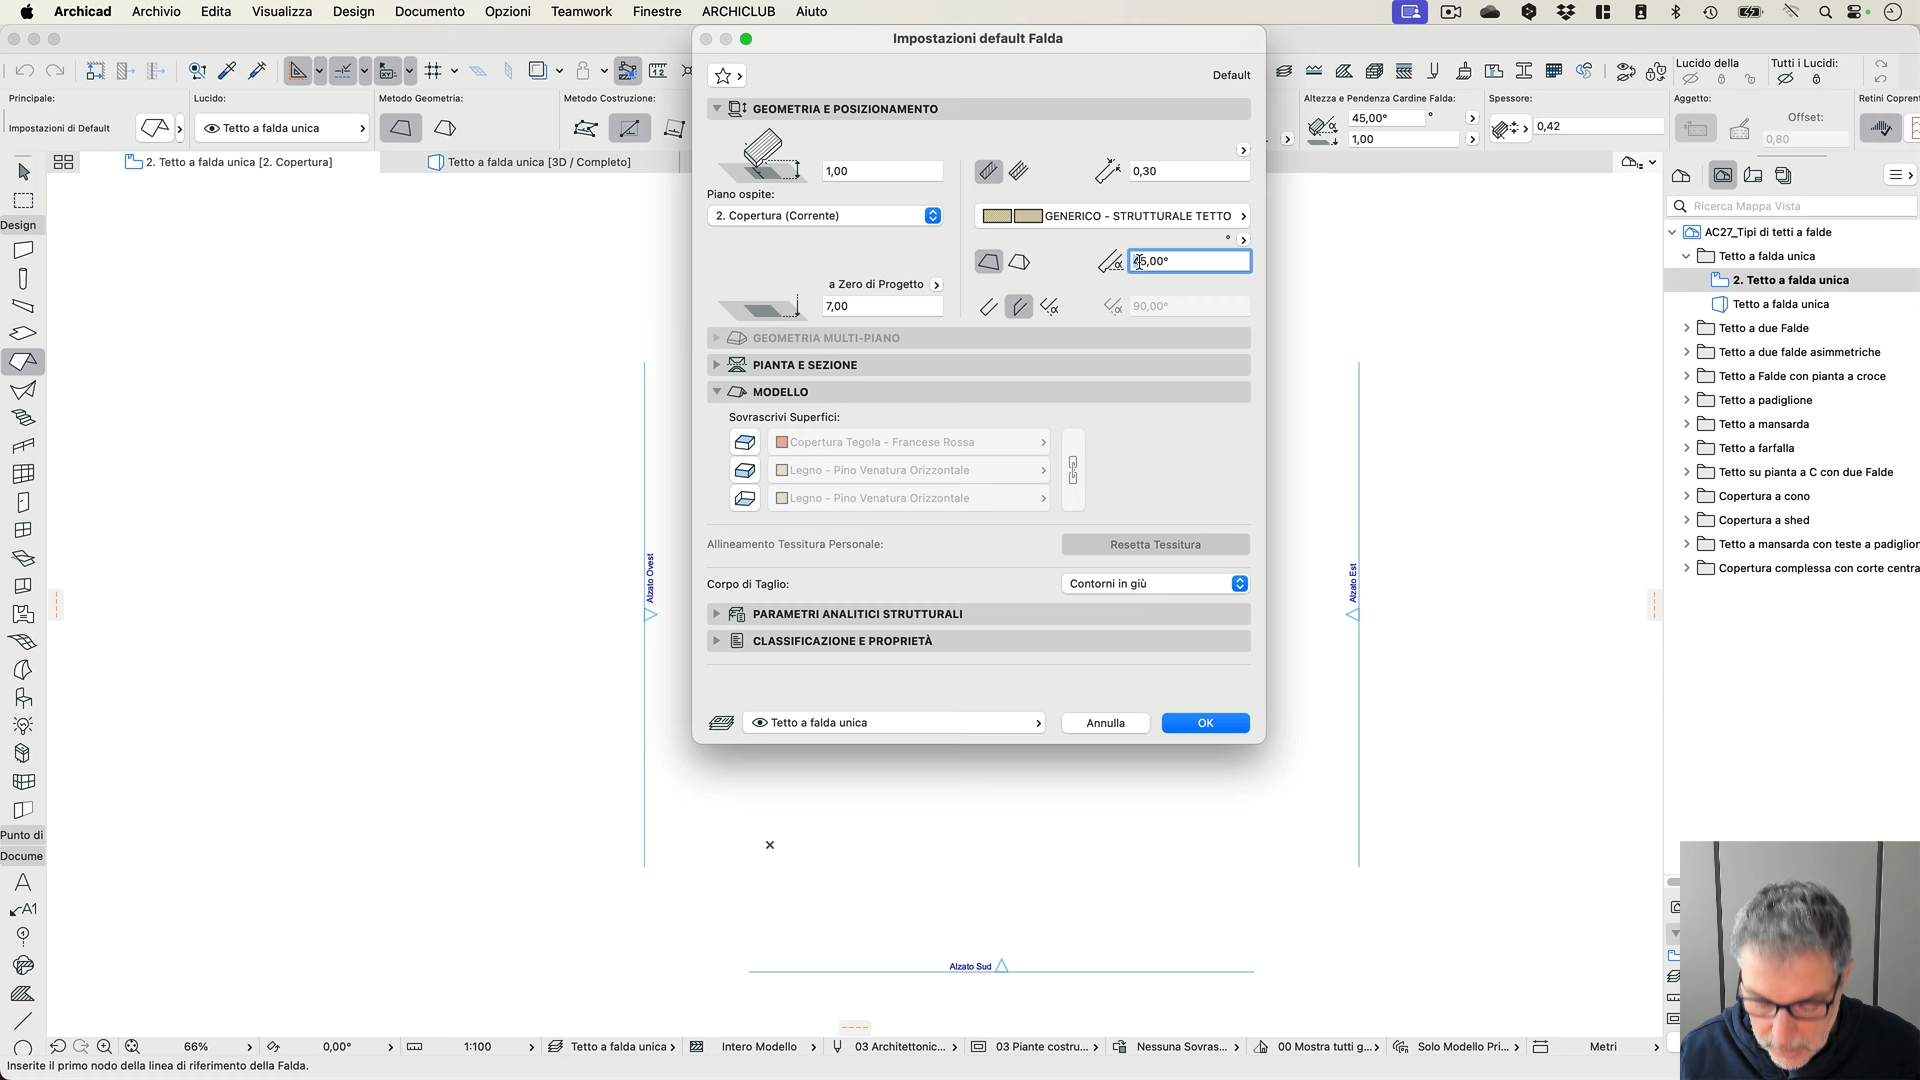 Archicad Archivio Edita Visualizza Design Documento Opzioni Teamwork Finestre ARCHICLUB Aiuto
Impostazioni default Falda
Default
Principale:
Impostazioni di Default
Lucido:
Tetto a falda unica
Metodo Geometria:
Metodo Costruzione:
Altezza e Pendenza Cardine Falda:
45,00° °
1,00
Spessore:
0,42
Aggetto:
Offset:
0,80
Retini Copren
Lucido della
Tutti i Lucidi:
2. Tetto a falda unica [2. Copertura]
Tetto a falda unica [3D / Completo]
GEOMETRIA E POSIZIONAMENTO
1,00
Piano ospite:
2. Copertura (Corrente)
a Zero di Progetto
7,00
0,30
GENERICO - STRUTTURALE TETTO
°
45,00°
90,00°
GEOMETRIA MULTI-PIANO
PIANTA E SEZIONE
MODELLO
Sovrascrivi Superfici:
Copertura Tegola - Francese Rossa
Legno - Pino Venatura Orizzontale
Legno - Pino Venatura Orizzontale
Allineamento Tessitura Personale:
Resetta Tessitura
Corpo di Taglio:
Contorni in giù
PARAMETRI ANALITICI STRUTTURALI
CLASSIFICAZIONE E PROPRIETÀ
Tetto a falda unica
Annulla
OK
Design
Punto di
Docume
A
A1
Alzato Ovest
Alzato Est
Alzato Sud
Ricerca Mappa Vista
AC27_Tipi di tetti a falde
Tetto a falda unica
2. Tetto a falda unica
Tetto a falda unica
Tetto a due Falde
Tetto a due falde asimmetriche
Tetto a Falde con pianta a croce
Tetto a padiglione
Tetto a mansarda
Tetto a farfalla
Tetto su pianta a C con due Falde
Copertura a cono
Copertura a shed
Tetto a mansarda con teste a padiglion
Copertura complessa con corte centra
66% 0,00° 1:100 Tetto a falda unica Intero Modello 03 Architettonic... 03 Piante costru... Nessuna Sovras... 00 Mostra tutti g... Solo Modello Pri... Metri
Inserite il primo nodo della linea di riferimento della Falda.